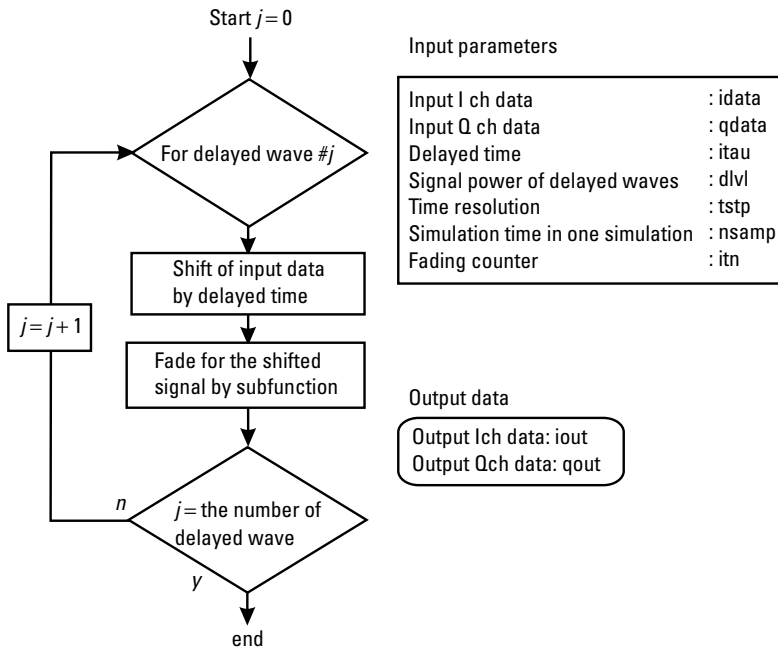 Start j = 0
For delayed wave #j
Shift of input data
by delayed time
j = j + 1
Fade for the shifted
signal by subfunction
n
j = the number of
delayed wave
y
end
Input parameters
Input I ch data : idata
Input Q ch data : qdata
Delayed time : itau
Signal power of delayed waves : dlvl
Time resolution : tstp
Simulation time in one simulation : nsamp
Fading counter : itn
Output data
Output Ich data: iout
Output Qch data: qout